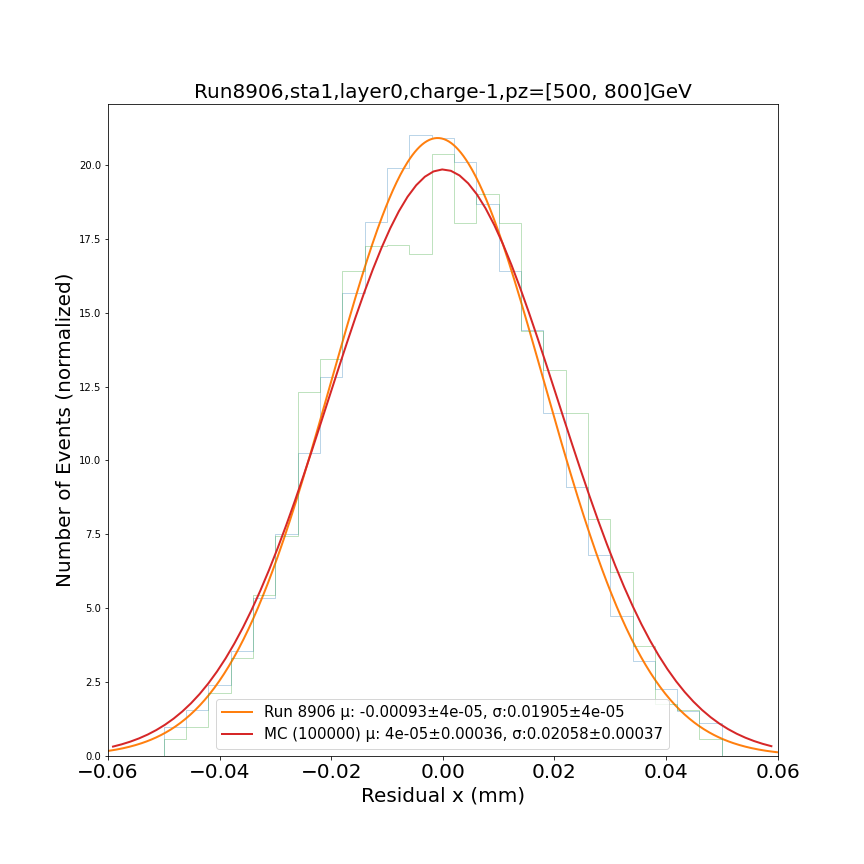 Run8906,sta1,layer0,charge-1,pz=[500, 800]GeV
Number of Events (normalized)
20.0
17.5
15.0
12.5
10.0
7.5
5.0
2.5
0.0
Run 8906 μ: -0.00093±4e-05, σ:0.01905±4e-05
MC (100000) μ: 4e-05±0.00036, σ:0.02058±0.00037
−0.06 −0.04 −0.02 0.00 0.02 0.04 0.06
Residual x (mm)